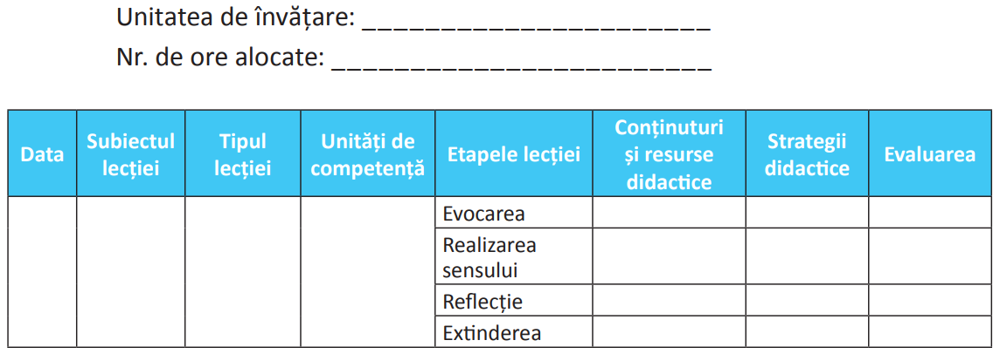 Unitatea de învățare: ______________________
Nr. de ore alocate: ________________________
Data
Subiectul
lecției
Tipul
lecției
Unități de
competență
Etapele lecției
Conținuturi
și resurse
didactice
Strategii
didactice
Evaluarea
Evocarea
Realizarea
sensului
Reflecție
Extinderea